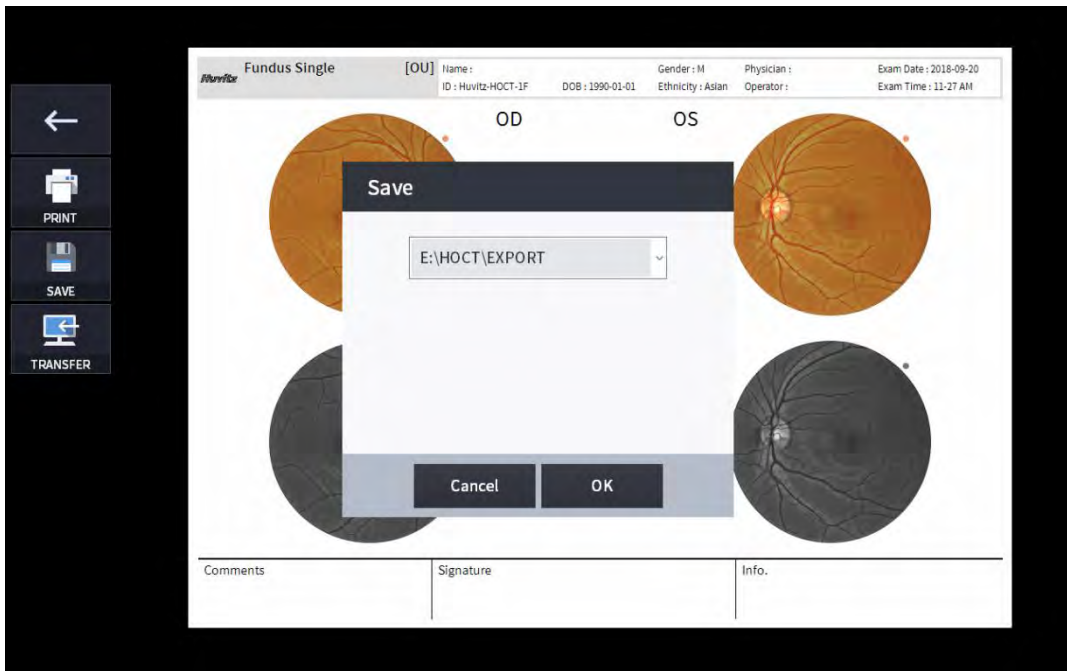 Huvitz Fundus Single [OU] Name : Gender : M Physician : Exam Date : 2018-09-20
ID : Huvitz-HOCT-1F DOB : 1990-01-01 Ethnicity : Asian Operator : Exam Time : 11-27 AM
OD OS
PRINT
SAVE
TRANSFER
Save
E:\HOCT\EXPORT
Cancel OK
Comments Signature Info.